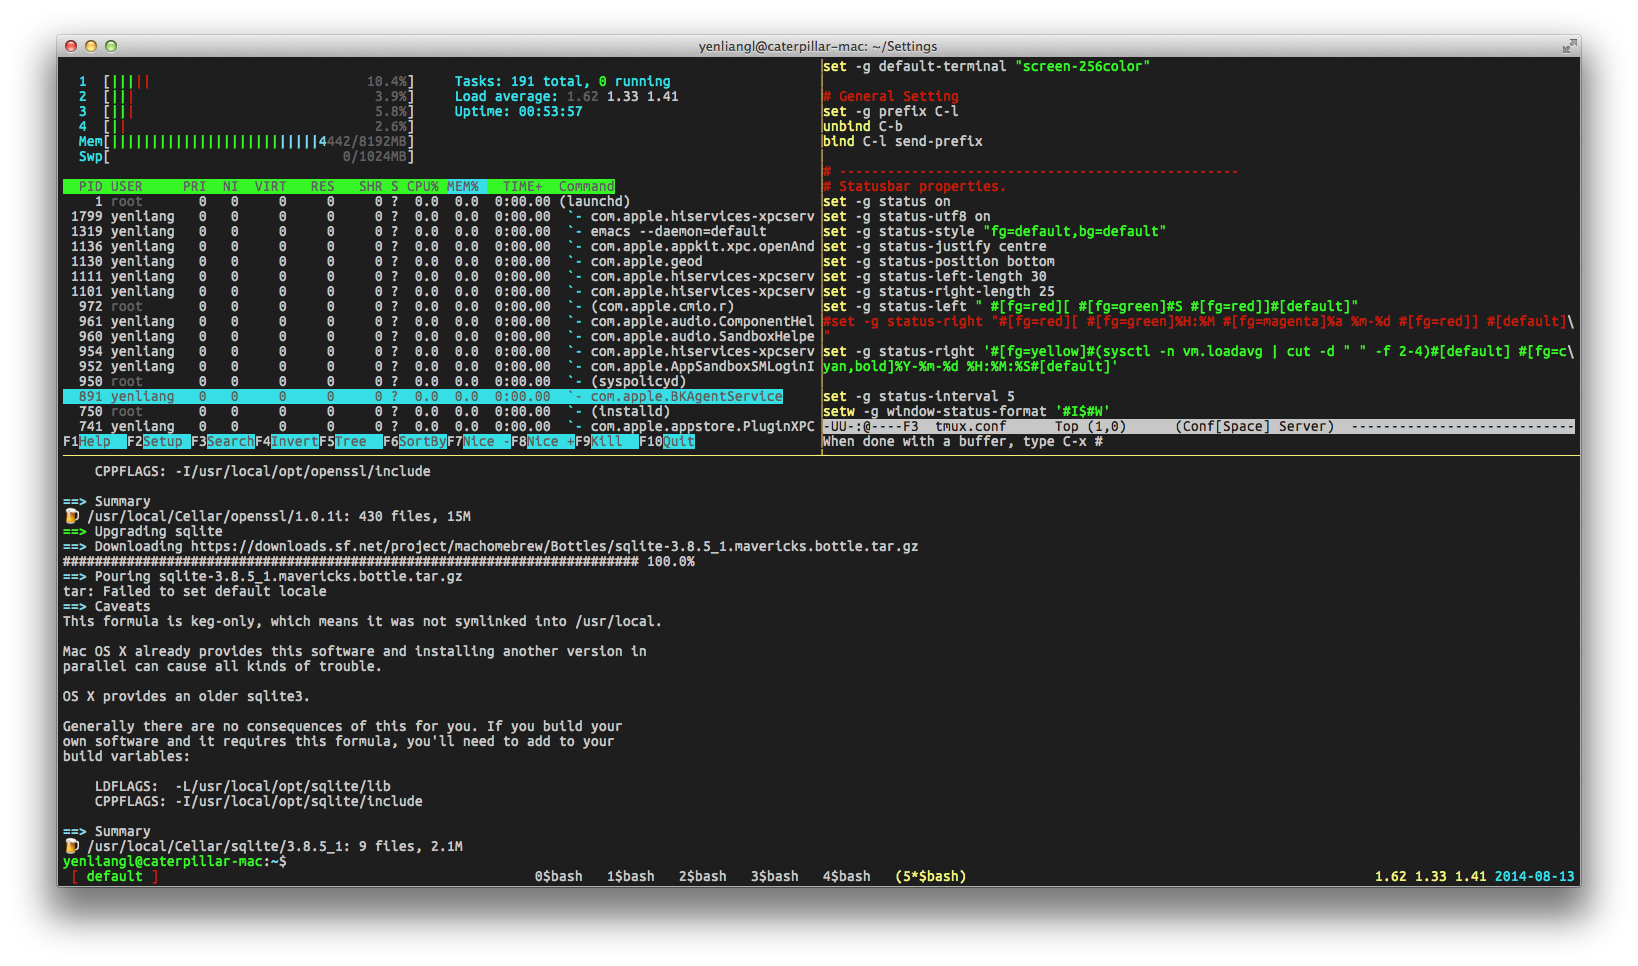 yenliangl@caterpillar-mac: ~/Settings
1 [||||| 10.4%]
2 [||| 3.9%]
3 [||| 5.8%]
4 [|| 2.6%]
Mem[||||||||||||||||||||||||||4442/8192MB]
Swp[ 0/1024MB]
Tasks: 191 total, 0 running
Load average: 1.62 1.33 1.41
Uptime: 00:53:57
PID USER PRI NI VIRT RES SHR S CPU% MEM% TIME+ Command
1 root 0 0 0 0 0 ? 0.0 0.0 0:00.00 (launchd)
1799 yenliang 0 0 0 0 0 ? 0.0 0.0 0:00.00 `- com.apple.hiservices-xpcserv
1319 yenliang 0 0 0 0 0 ? 0.0 0.0 0:00.00 `- emacs --daemon=default
1136 yenliang 0 0 0 0 0 ? 0.0 0.0 0:00.00 `- com.apple.appkit.xpc.openAnd
1130 yenliang 0 0 0 0 0 ? 0.0 0.0 0:00.00 `- com.apple.geod
1111 yenliang 0 0 0 0 0 ? 0.0 0.0 0:00.00 `- com.apple.hiservices-xpcserv
1101 yenliang 0 0 0 0 0 ? 0.0 0.0 0:00.00 `- com.apple.hiservices-xpcserv
972 root 0 0 0 0 0 ? 0.0 0.0 0:00.00 `- (com.apple.cmio.r)
961 yenliang 0 0 0 0 0 ? 0.0 0.0 0:00.00 `- com.apple.audio.ComponentHel
960 yenliang 0 0 0 0 0 ? 0.0 0.0 0:00.00 `- com.apple.audio.SandboxHelpe
954 yenliang 0 0 0 0 0 ? 0.0 0.0 0:00.00 `- com.apple.hiservices-xpcserv
952 yenliang 0 0 0 0 0 ? 0.0 0.0 0:00.00 `- com.apple.AppSandboxSMLoginI
950 root 0 0 0 0 0 ? 0.0 0.0 0:00.00 `- (syspolicyd)
891 yenliang 0 0 0 0 0 ? 0.0 0.0 0:00.00 `- com.apple.BKAgentService
750 root 0 0 0 0 0 ? 0.0 0.0 0:00.00 `- (installd)
741 yenliang 0 0 0 0 0 ? 0.0 0.0 0:00.00 `- com.apple.appstore.PluginXPC
F1Help F2Setup F3SearchF4InvertF5Tree F6SortByF7Nice -F8Nice +F9Kill F10Quit
set -g default-terminal "screen-256color"
# General Setting
set -g prefix C-l
unbind C-b
bind C-l send-prefix
# --------------------------------------------------
# Statusbar properties.
set -g status on
set -g status-utf8 on
set -g status-style "fg=default,bg=default"
set -g status-justify centre
set -g status-position bottom
set -g status-left-length 30
set -g status-right-length 25
set -g status-left " #[fg=red][ #[fg=green]#S #[fg=red]]#[default]"
#set -g status-right "#[fg=red][ #[fg=green]%H:%M #[fg=magenta]%a %m-%d #[fg=red]] #[default]\
"
set -g status-right '#[fg=yellow]#(sysctl -n vm.loadavg | cut -d " " -f 2-4)#[default] #[fg=c\
yan,bold]%Y-%m-%d %H:%M:%S#[default]'
set -g status-interval 5
setw -g window-status-format '#I$#W'
-UU-:@----F3 tmux.conf Top (1,0) (Conf[Space] Server) ----------------------------
When done with a buffer, type C-x #
CPPFLAGS: -I/usr/local/opt/openssl/include
==> Summary
🍺 /usr/local/Cellar/openssl/1.0.1i: 430 files, 15M
==> Upgrading sqlite
==> Downloading https://downloads.sf.net/project/machomebrew/Bottles/sqlite-3.8.5_1.mavericks.bottle.tar.gz
######################################################################## 100.0%
==> Pouring sqlite-3.8.5_1.mavericks.bottle.tar.gz
tar: Failed to set default locale
==> Caveats
This formula is keg-only, which means it was not symlinked into /usr/local.
Mac OS X already provides this software and installing another version in
parallel can cause all kinds of trouble.
OS X provides an older sqlite3.
Generally there are no consequences of this for you. If you build your
own software and it requires this formula, you'll need to add to your
build variables:
LDFLAGS: -L/usr/local/opt/sqlite/lib
CPPFLAGS: -I/usr/local/opt/sqlite/include
==> Summary
🍺 /usr/local/Cellar/sqlite/3.8.5_1: 9 files, 2.1M
yenliangl@caterpillar-mac:~$
[ default ] 0$bash 1$bash 2$bash 3$bash 4$bash (5*$bash) 1.62 1.33 1.41 2014-08-13